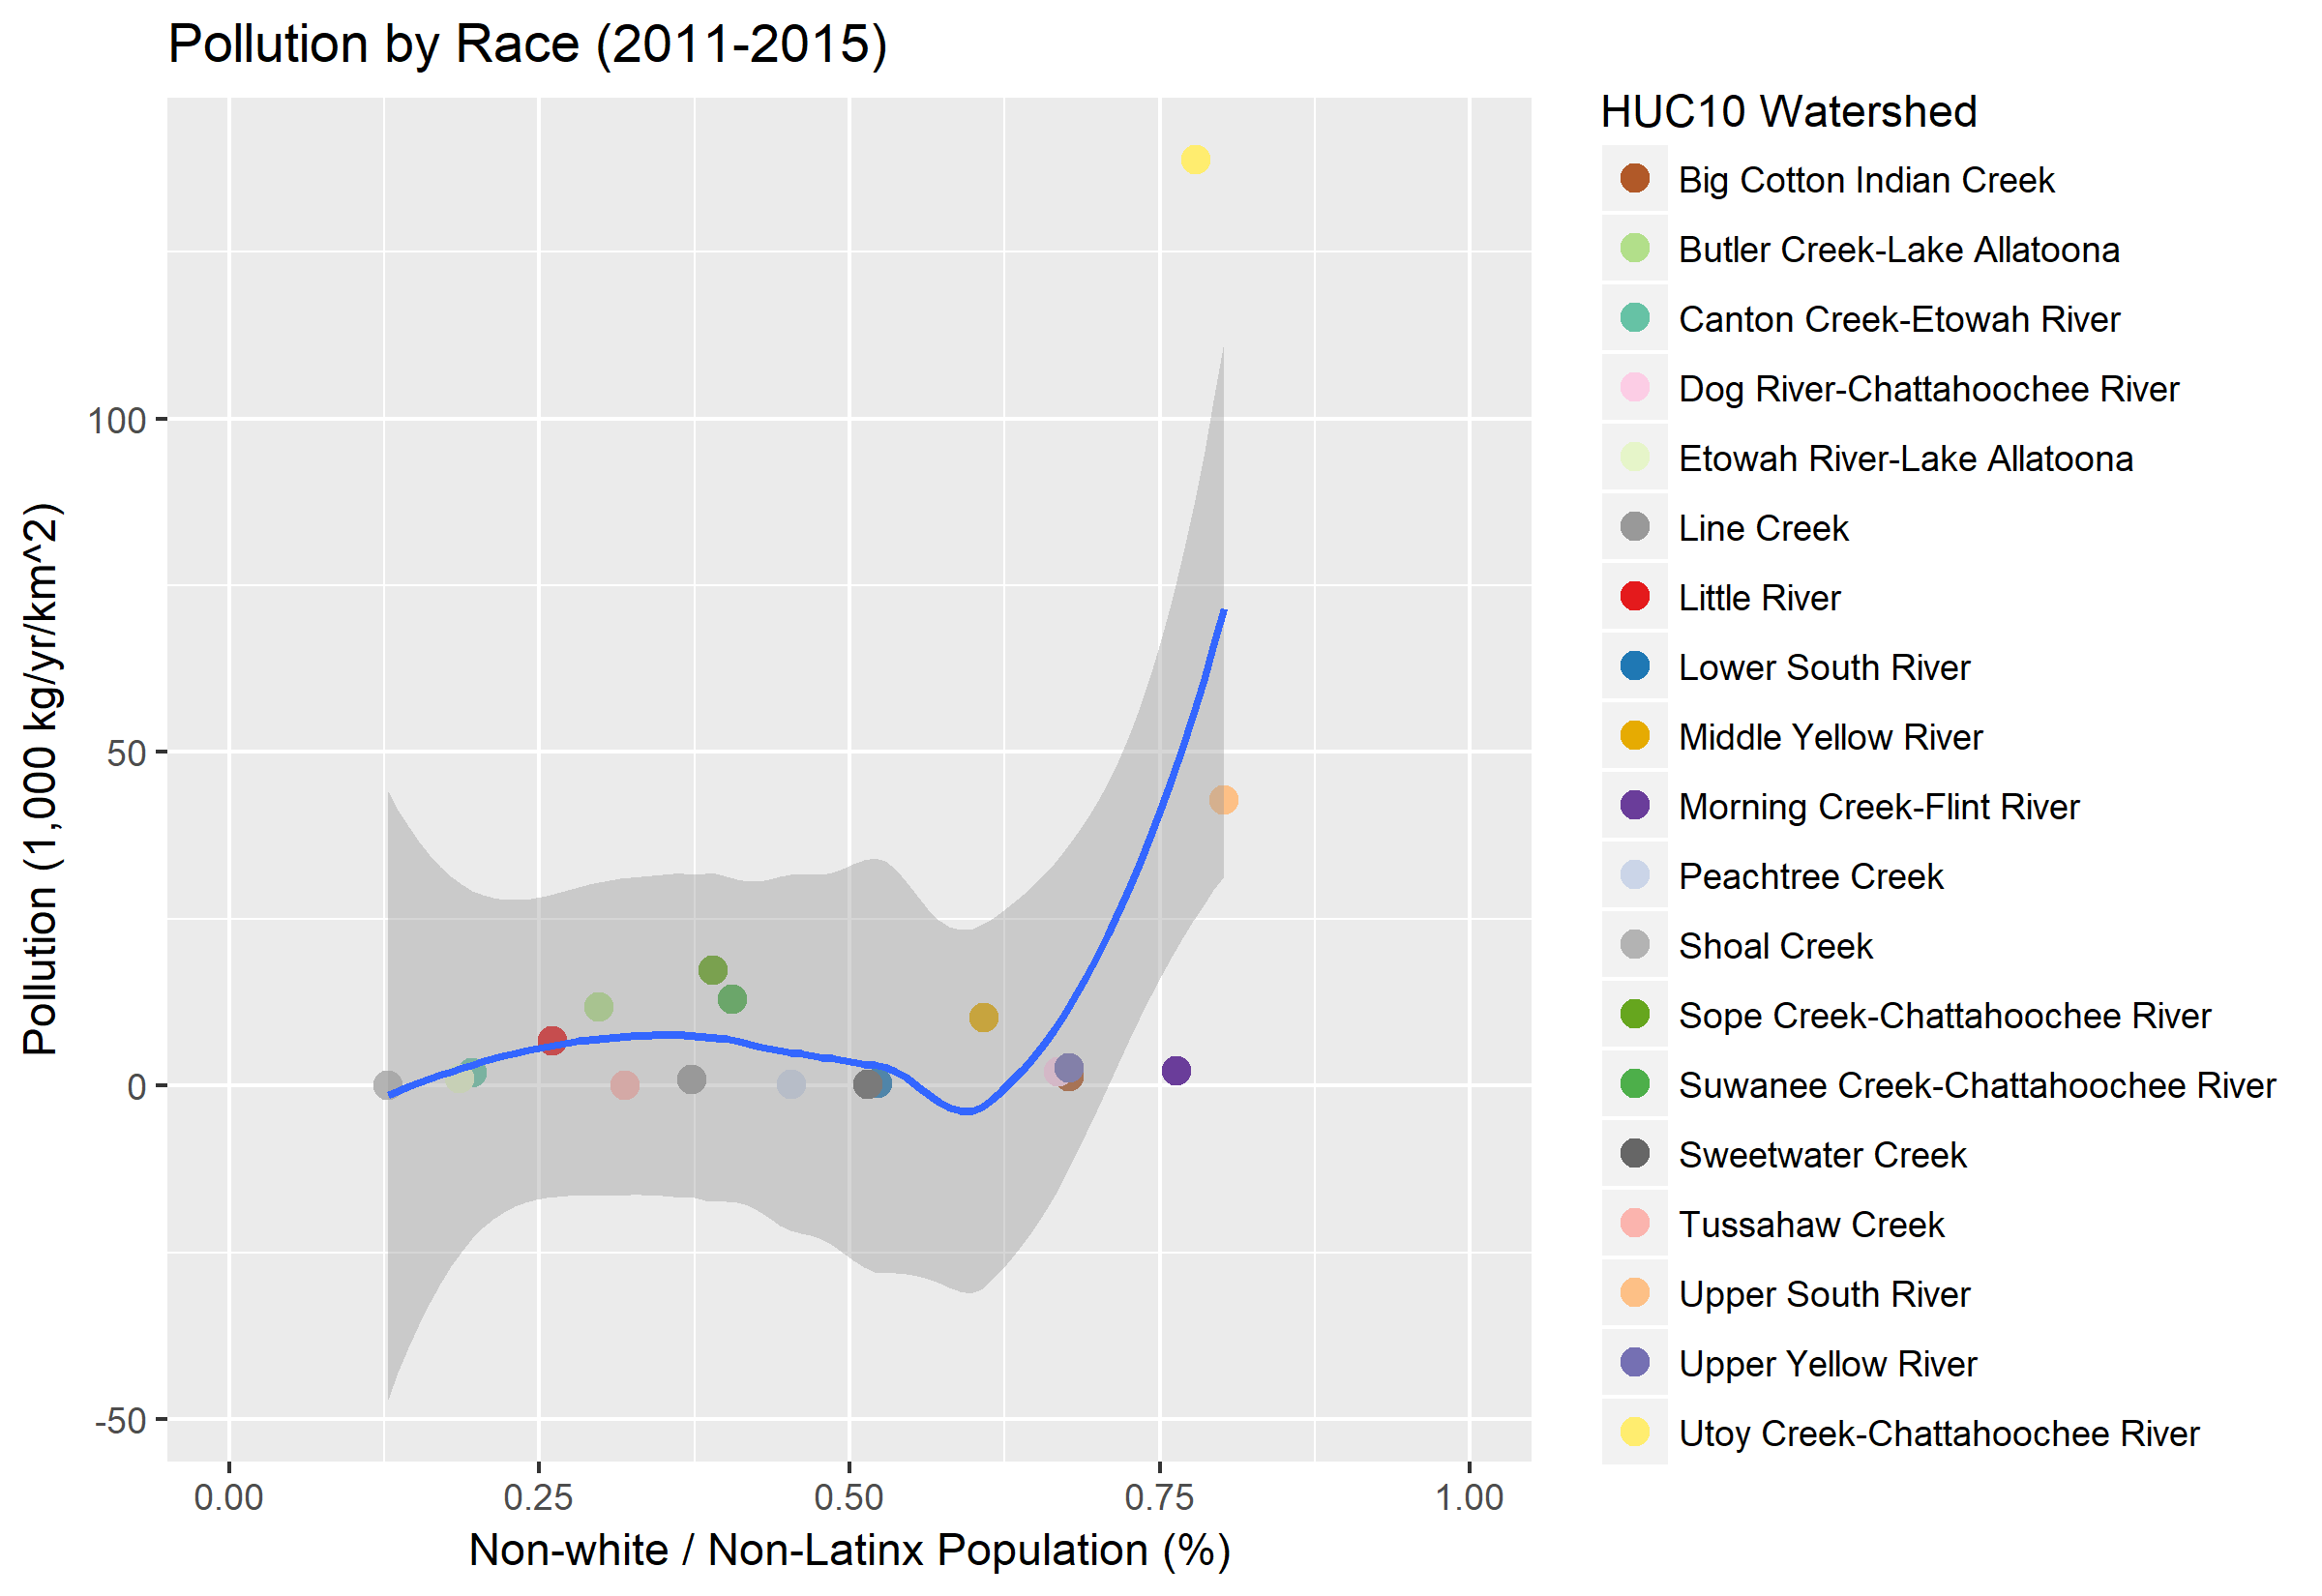 Pollution by Race (2011-2015)
Pollution (1,000 kg/yr/km^2)
100
50
0
-50
0.00
0.25
0.50
0.75
1.00
Non-white / Non-Latinx Population (%)
HUC10 Watershed
Big Cotton Indian Creek
Butler Creek-Lake Allatoona
Canton Creek-Etowah River
Dog River-Chattahoochee River
Etowah River-Lake Allatoona
Line Creek
Little River
Lower South River
Middle Yellow River
Morning Creek-Flint River
Peachtree Creek
Shoal Creek
Sope Creek-Chattahoochee River
Suwanee Creek-Chattahoochee River
Sweetwater Creek
Tussahaw Creek
Upper South River
Upper Yellow River
Utoy Creek-Chattahoochee River